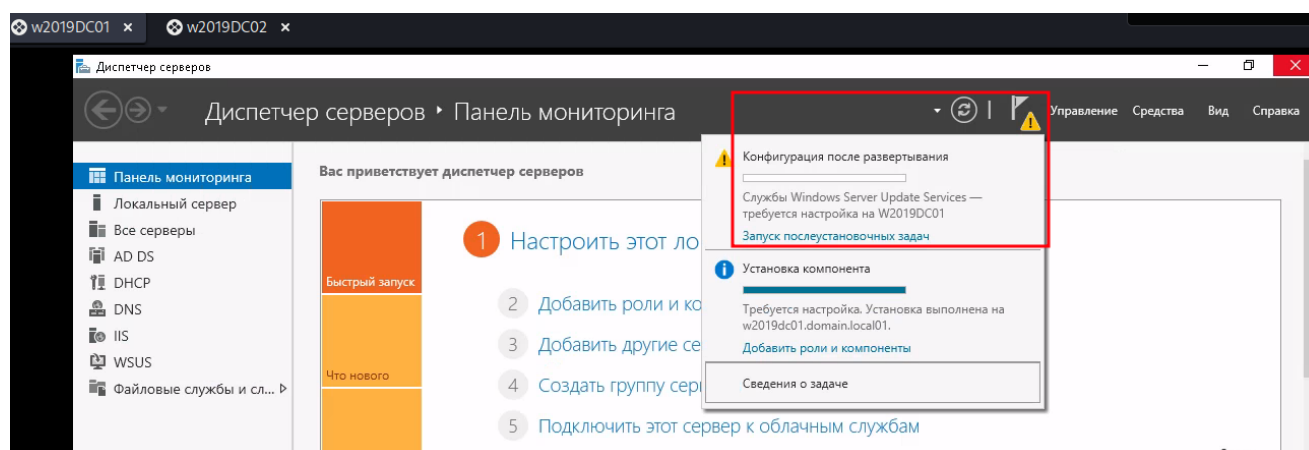 w2019DC01 × w2019DC02 ×
Диспетчер серверов
Диспетчер серверов Панель мониторинга
Управление Средства Вид Справка
Панель мониторинга
Локальный сервер
Все серверы
AD DS
DHCP
DNS
IIS
WSUS
Файловые службы и сл...
Вас приветствует диспетчер серверов
Быстрый запуск
Что нового
1 Настроить этот ло
2 Добавить роли и ко
3 Добавить другие се
4 Создать группу сер
5 Подключить этот сервер к облачным службам
Конфигурация после развертывания
Службы Windows Server Update Services —
требуется настройка на W2019DC01
Запуск послеустановочных задач
Установка компонента
Требуется настройка. Установка выполнена на
w2019dc01.domain.local01.
Добавить роли и компоненты
Сведения о задаче